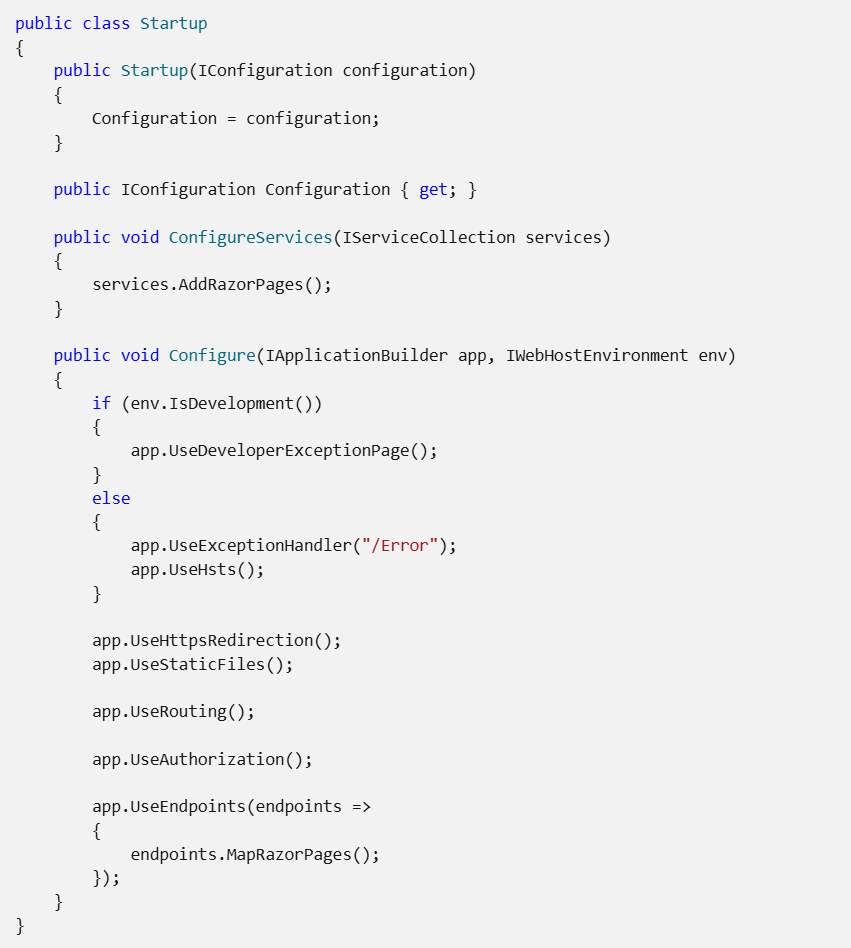 public class Startup
{
    public Startup(IConfiguration configuration)
    {
        Configuration = configuration;
    }

    public IConfiguration Configuration { get; }

    public void ConfigureServices(IServiceCollection services)
    {
        services.AddRazorPages();
    }

    public void Configure(IApplicationBuilder app, IWebHostEnvironment env)
    {
        if (env.IsDevelopment())
        {
            app.UseDeveloperExceptionPage();
        }
        else
        {
            app.UseExceptionHandler("/Error");
            app.UseHsts();
        }

        app.UseHttpsRedirection();
        app.UseStaticFiles();

        app.UseRouting();

        app.UseAuthorization();

        app.UseEndpoints(endpoints =>
        {
            endpoints.MapRazorPages();
        });
    }
}